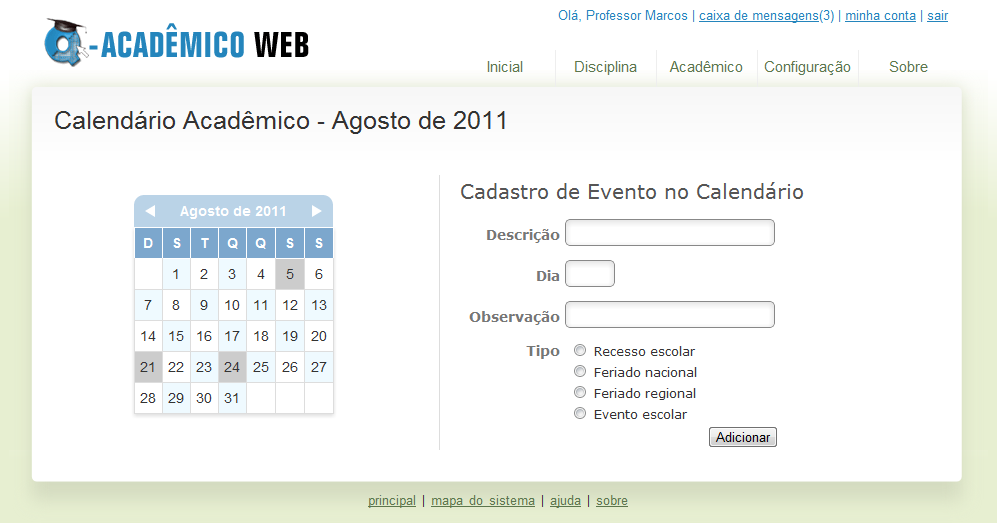 Olá, Professor Marcos | caixa de mensagens(3) | minha conta | sair
-ACADÊMICO WEB
Inicial Disciplina Acadêmico Configuração Sobre
Calendário Acadêmico - Agosto de 2011
Agosto de 2011
D S T Q Q S S
1 2 3 4 5 6
7 8 9 10 11 12 13
14 15 16 17 18 19 20
21 22 23 24 25 26 27
28 29 30 31
Cadastro de Evento no Calendário
Descrição
Dia
Observação
Tipo
Recesso escolar
Feriado nacional
Feriado regional
Evento escolar
Adicionar
principal | mapa do sistema | ajuda | sobre